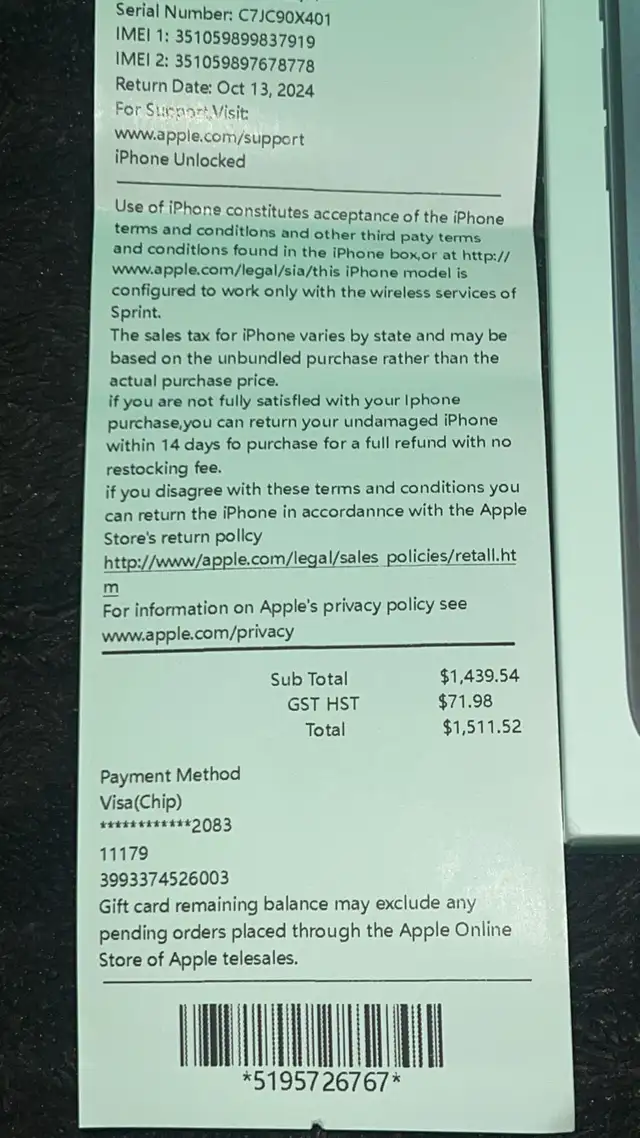 Serial Number: C7JC90X401
IMEI 1: 351059899837919
IMEI 2: 351059897678778
Return Date: Oct 13, 2024
For Support Visit:
www.apple.com/support
iPhone Unlocked
Use of iPhone constitutes acceptance of the iPhone
terms and conditions and other third paty terms
and conditions found in the iPhone box,or at http://
www.apple.com/legal/sia/this iPhone model is
configured to work only with the wireless services of
Sprint.
The sales tax for iPhone varies by state and may be
based on the unbundled purchase rather than the
actual purchase price.
if you are not fully satisfled with your Iphone
purchase,you can return your undamaged iPhone
within 14 days fo purchase for a full refund with no
restocking fee.
if you disagree with these terms and conditions you
can return the iPhone in accordannce with the Apple
Store's return pollcy
http://www/apple.com/legal/sales policies/retall.ht
m
For information on Apple's privacy policy see
www.apple.com/privacy
Sub Total $1,439.54
GST HST $71.98
Total $1,511.52
Payment Method
Visa(Chip)
************2083
11179
3993374526003
Gift card remaining balance may exclude any
pending orders placed through the Apple Online
Store of Apple telesales.
*5195726767*